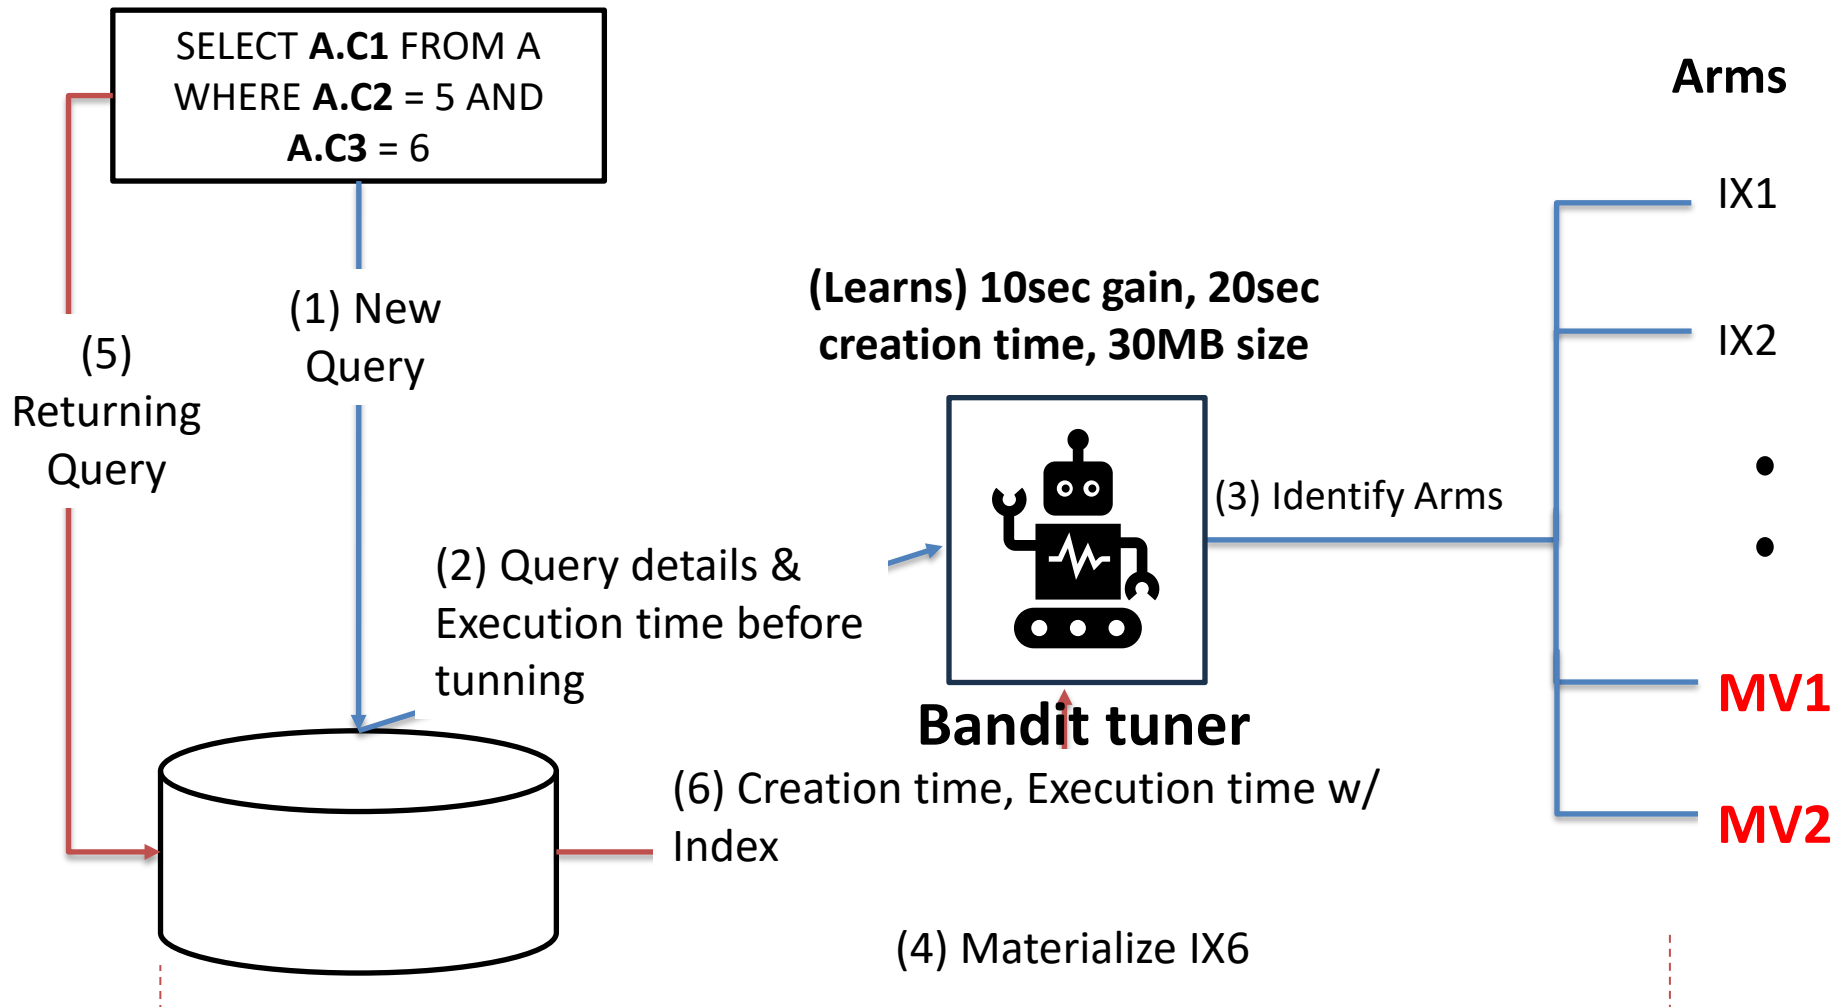 SELECT A.C1 FROM A
WHERE A.C2 = 5 AND
A.C3 = 6
Arms
IX1
(Learns) 10sec gain, 20sec
creation time, 30MB size
(1) New
Query
IX2
(5)
Returning
Query
(3) Identify Arms
(2) Query details &
Execution time before
tunning
MV1
Bandit tuner
(6) Creation time, Execution time w/
Index
MV2
(4) Materialize IX6